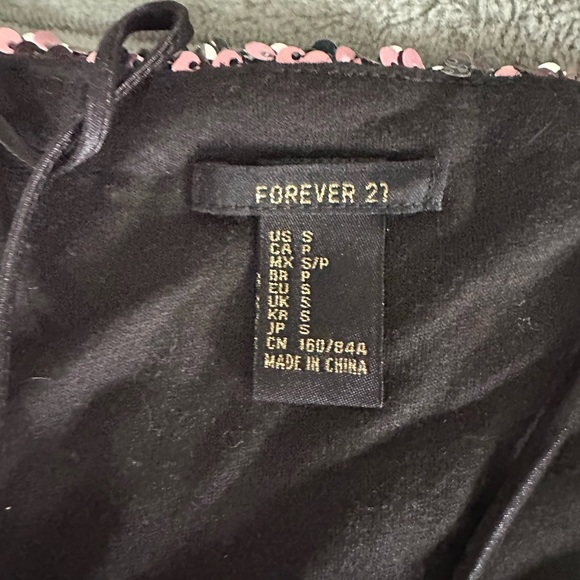 FOREVER 21
US S
CA P
MX S/P
BR P
EU S
UK S
KR S
JP S
CN 160/84A
MADE IN CHINA